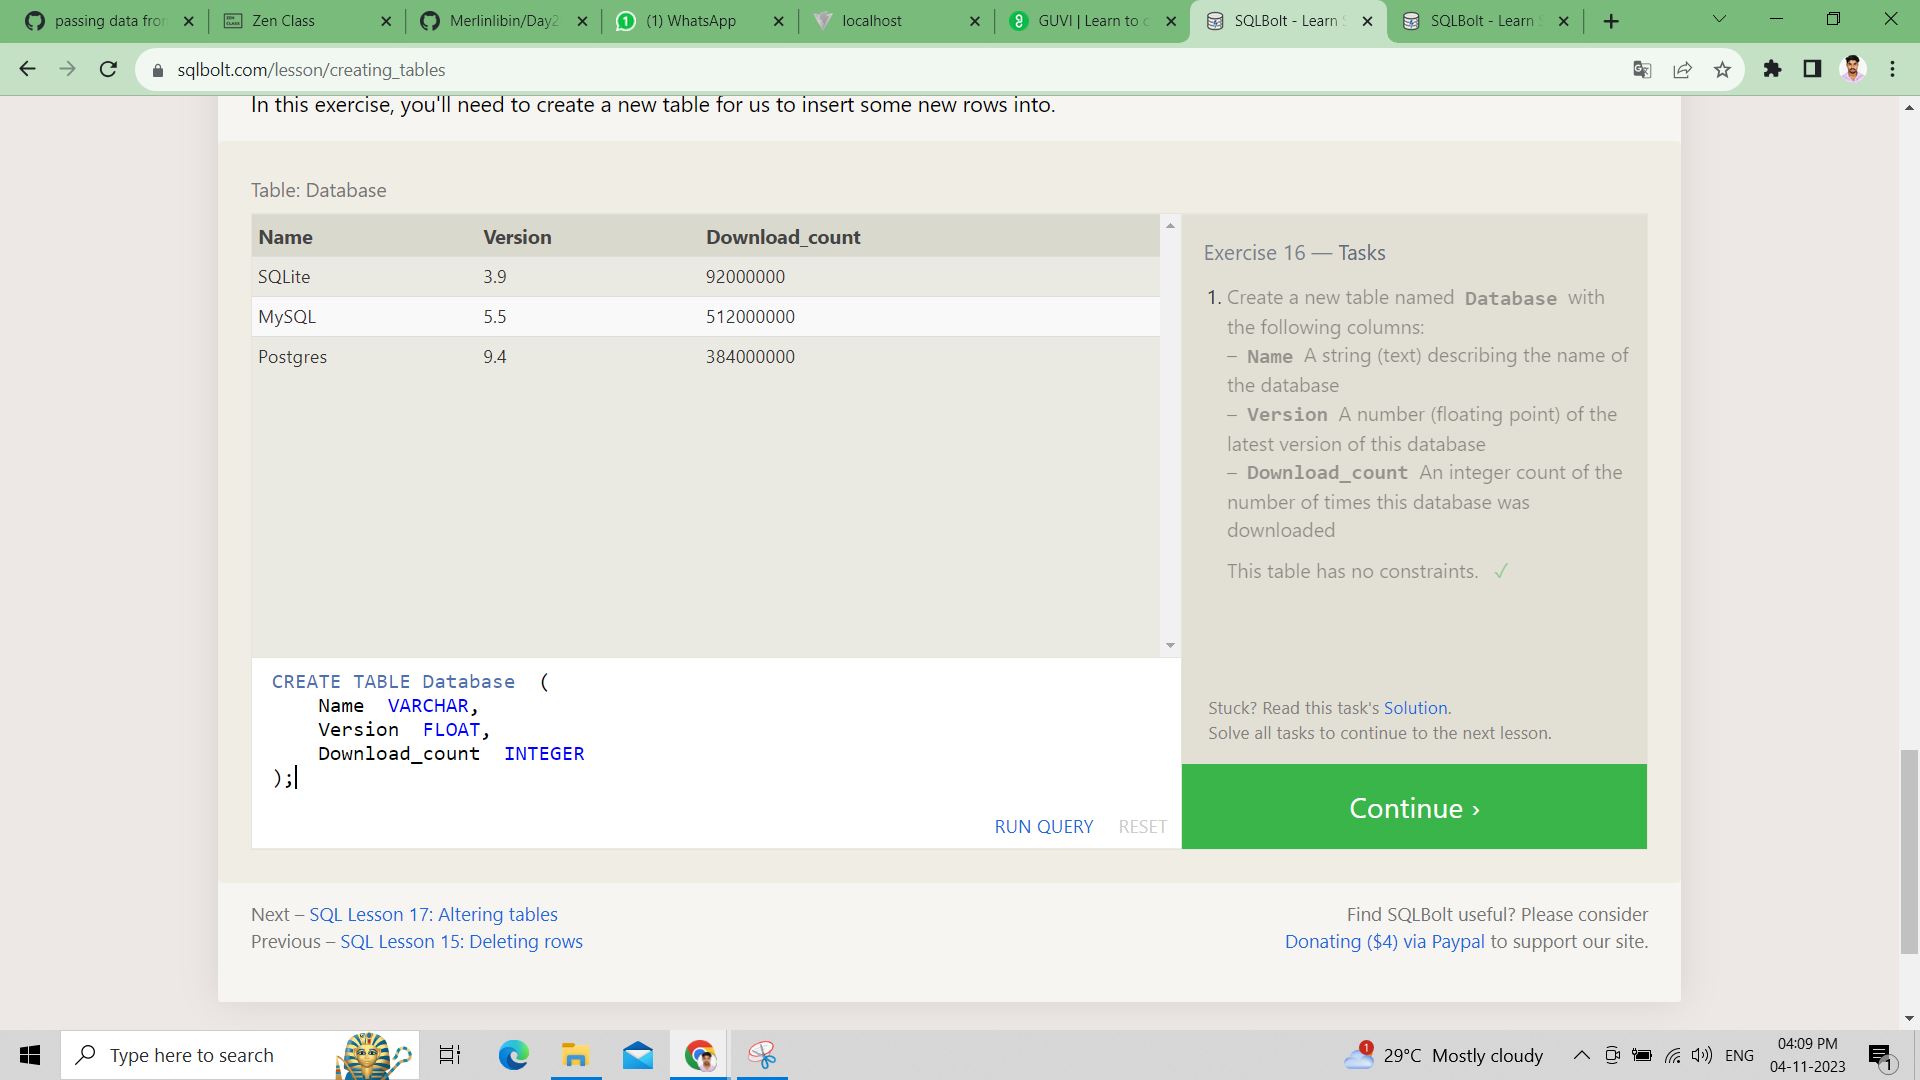 passing data fron
Zen Class
Merlinlibin/Day2
(1) WhatsApp
localhost
GUVI | Learn to c
SQLBolt - Learn S
SQLBolt - Learn S
sqlbolt.com/lesson/creating_tables
In this exercise, you'll need to create a new table for us to insert some new rows into.
Table: Database
Name Version Download_count
SQLite 3.9 92000000
MySQL 5.5 512000000
Postgres 9.4 384000000
CREATE TABLE Database (
Name VARCHAR,
Version FLOAT,
Download_count INTEGER
);
RUN QUERY RESET
Exercise 16 — Tasks
1. Create a new table named Database with
the following columns:
– Name A string (text) describing the name of
the database
– Version A number (floating point) of the
latest version of this database
– Download_count An integer count of the
number of times this database was
downloaded
This table has no constraints. ✓
Stuck? Read this task's Solution.
Solve all tasks to continue to the next lesson.
Continue ›
Next – SQL Lesson 17: Altering tables
Previous – SQL Lesson 15: Deleting rows
Find SQLBolt useful? Please consider
Donating ($4) via Paypal to support our site.
Type here to search
1
29°C Mostly cloudy
ENG
04:09 PM
04-11-2023
1